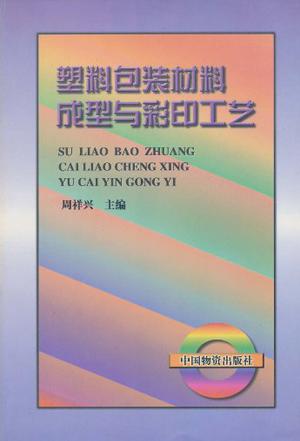 塑料包装材料
成型与彩印工艺
SU LIAO BAO ZHUANG
CAI LIAO CHENG XING
YU CAI YIN GONG YI
周祥兴 主编
中国物资出版社